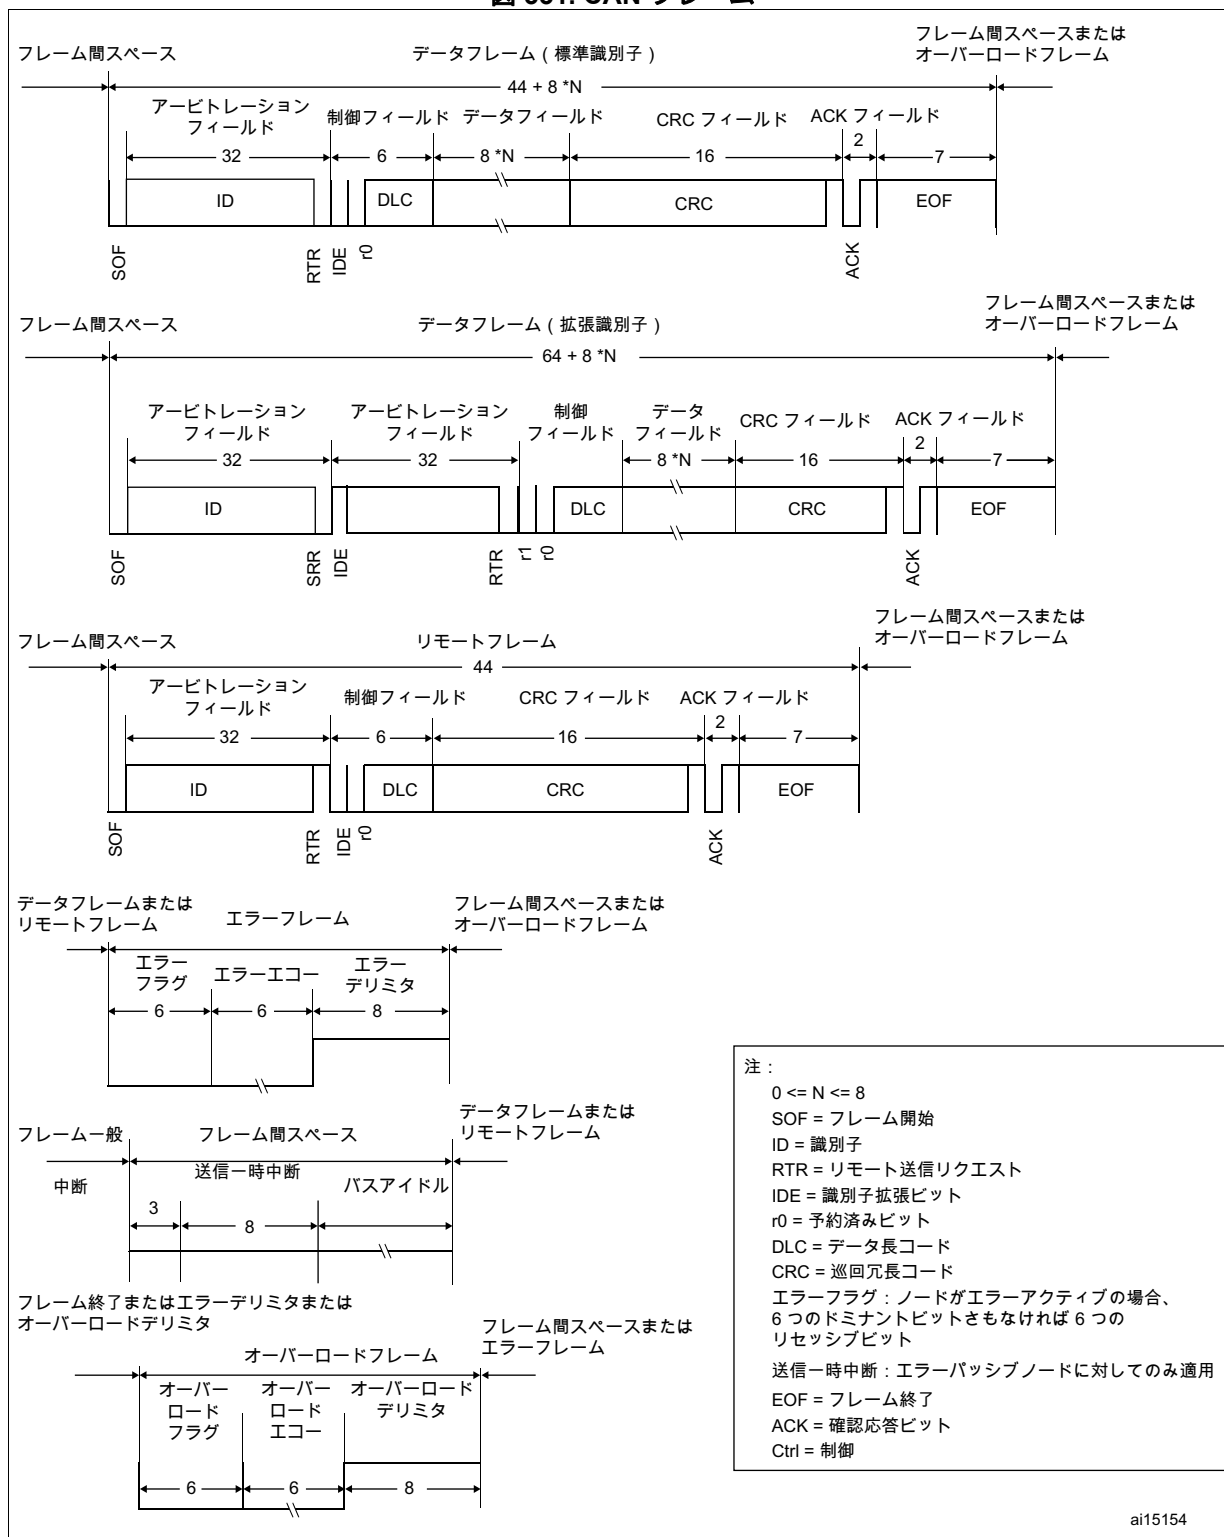 フレーム間スペース
データフレーム ( 標準識別子 )
フレーム間スペースまたは
オーバーロードフレーム
44 + 8 *N
アービトレーション
フィールド
制御フィールド
データフィールド
CRC フィールド
ACK フィールド
32
6
8 *N
16
2
7
ID
DLC
CRC
EOF
SOF
RTR
IDE
r0
ACK
フレーム間スペース
データフレーム ( 拡張識別子 )
フレーム間スペースまたは
オーバーロードフレーム
64 + 8 *N
アービトレーション
フィールド
アービトレーション
フィールド
制御
フィールド
データ
フィールド
CRC フィールド
ACK フィールド
32
32
8 *N
16
2
7
ID
DLC
CRC
EOF
SOF
SRR
IDE
RTR
r1
r0
ACK
フレーム間スペース
リモートフレーム
フレーム間スペースまたは
オーバーロードフレーム
44
アービトレーション
フィールド
制御フィールド
CRC フィールド
ACK フィールド
32
6
16
2
7
ID
DLC
CRC
EOF
SOF
RTR
IDE
r0
ACK
データフレームまたは
リモートフレーム
エラーフレーム
フレーム間スペースまたは
オーバーロードフレーム
エラー
フラグ
エラーエコー
エラー
デリミタ
6
6
8
フレーム一般
フレーム間スペース
データフレームまたは
リモートフレーム
中断
送信一時中断
バスアイドル
3
8
フレーム終了またはエラーデリミタまたは
オーバーロードデリミタ
オーバーロードフレーム
フレーム間スペースまたは
エラーフレーム
オーバー
ロード
フラグ
オーバー
ロード
エコー
オーバーロード
デリミタ
6
6
8
注 :
0 <= N <= 8
SOF = フレーム開始
ID = 識別子
RTR = リモート送信リクエスト
IDE = 識別子拡張ビット
r0 = 予約済みビット
DLC = データ長コード
CRC = 巡回冗長コード
エラーフラグ : ノードがエラーアクティブの場合、
6 つのドミナントビットさもなければ 6 つの
リセッシブビット
送信一時中断 : エラーパッシブノードに対してのみ適用
EOF = フレーム終了
ACK = 確認応答ビット
Ctrl = 制御
ai15154